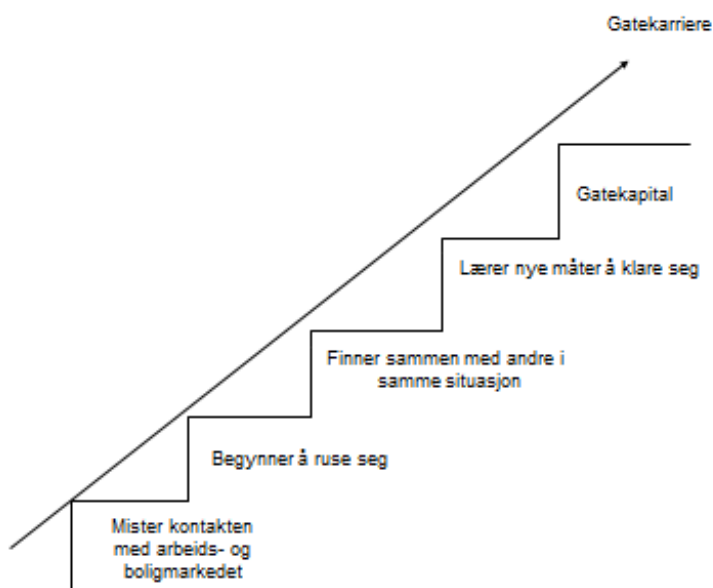 Gatekarriere
Gatekapital
Lærer nye måter å klare seg
Finner sammen med andre i
samme situasjon
Begynner å ruse seg
Mister kontakten
med arbeids- og
boligmarkedet